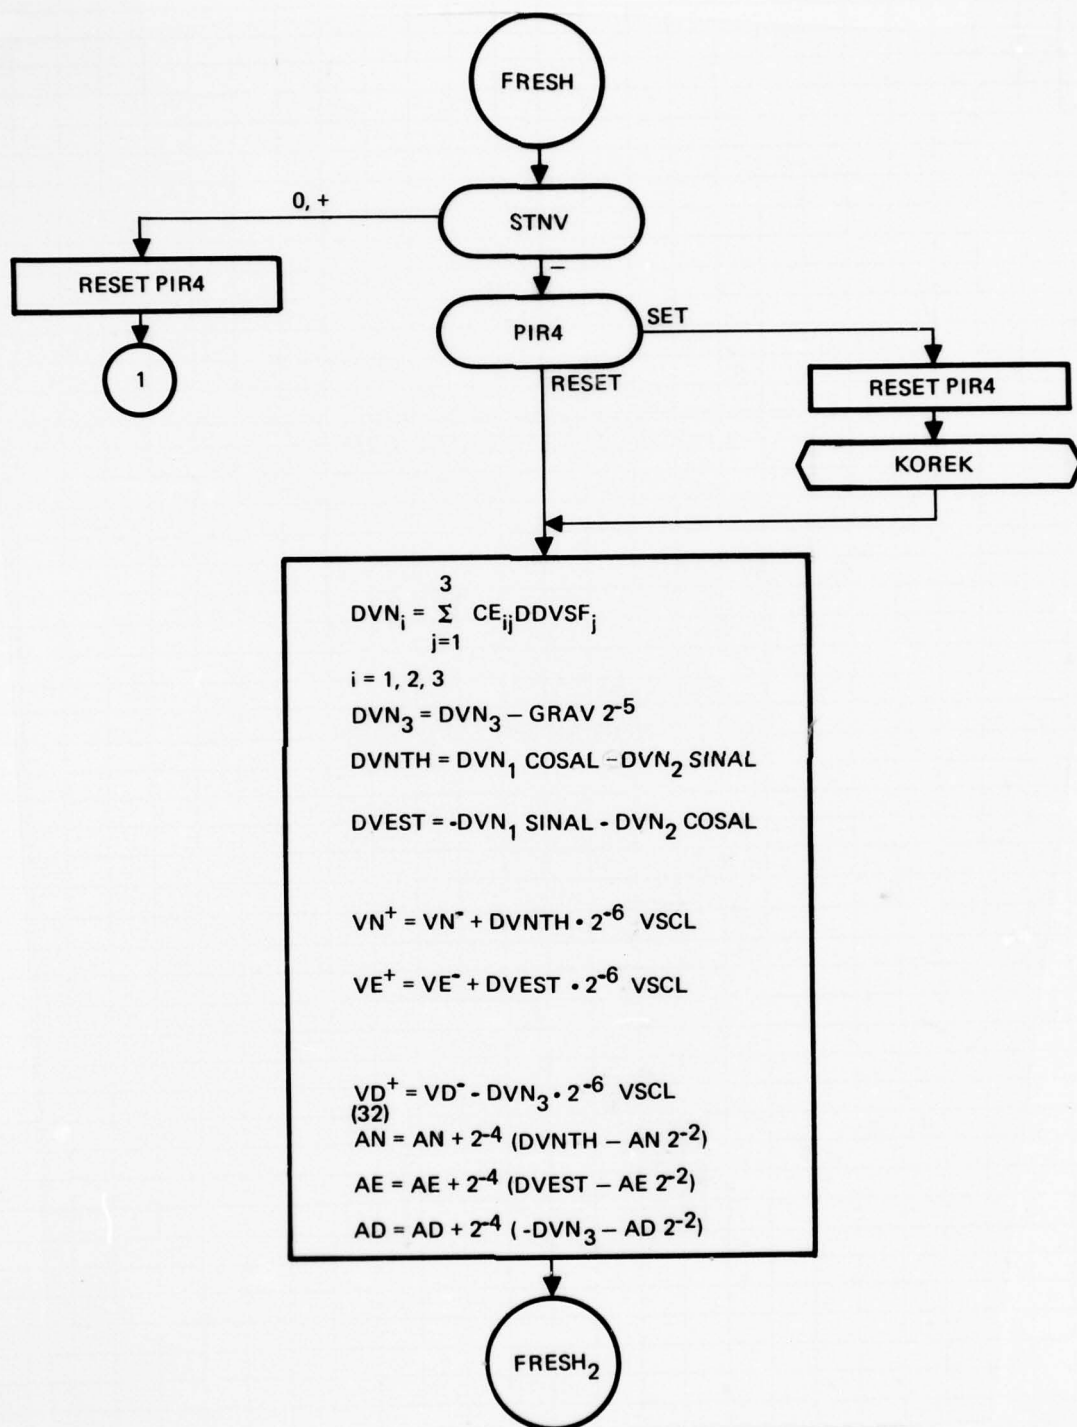 FRESH
0, +
STNV
–
RESET PIR4
PIR4
SET
1
RESET
RESET PIR4
KOREK
3
DVNᵢ = Σ CEᵢⱼDDVSFⱼ
j=1
i = 1, 2, 3
DVN₃ = DVN₃ – GRAV 2⁻⁵
DVNTH = DVN₁ COSAL – DVN₂ SINAL
DVEST = -DVN₁ SINAL - DVN₂ COSAL
VN⁺ = VN⁻ + DVNTH • 2⁻⁶ VSCL
VE⁺ = VE⁻ + DVEST • 2⁻⁶ VSCL
VD⁺ = VD⁻ - DVN₃ • 2⁻⁶ VSCL
(32)
AN = AN + 2⁻⁴ (DVNTH – AN 2⁻²)
AE = AE + 2⁻⁴ (DVEST – AE 2⁻²)
AD = AD + 2⁻⁴ (-DVN₃ – AD 2⁻²)
FRESH₂